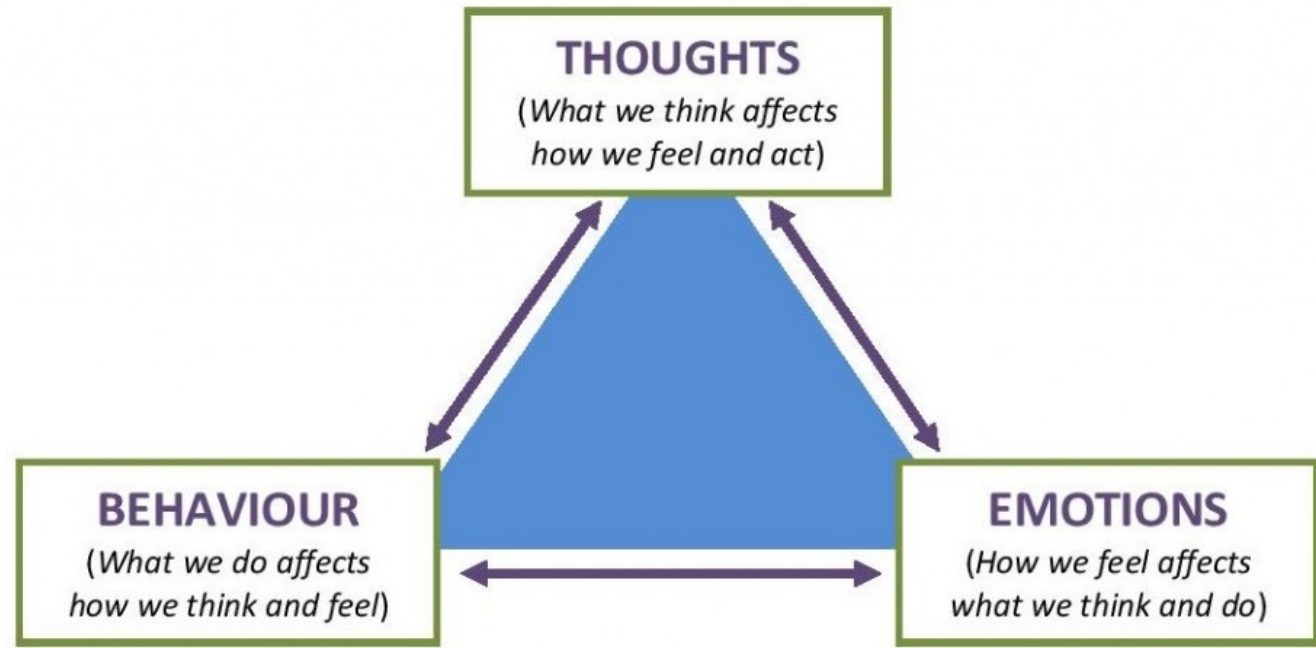 THOUGHTS
(What we think affects
how we feel and act)
BEHAVIOUR
(What we do affects
how we think and feel)
EMOTIONS
(How we feel affects
what we think and do)